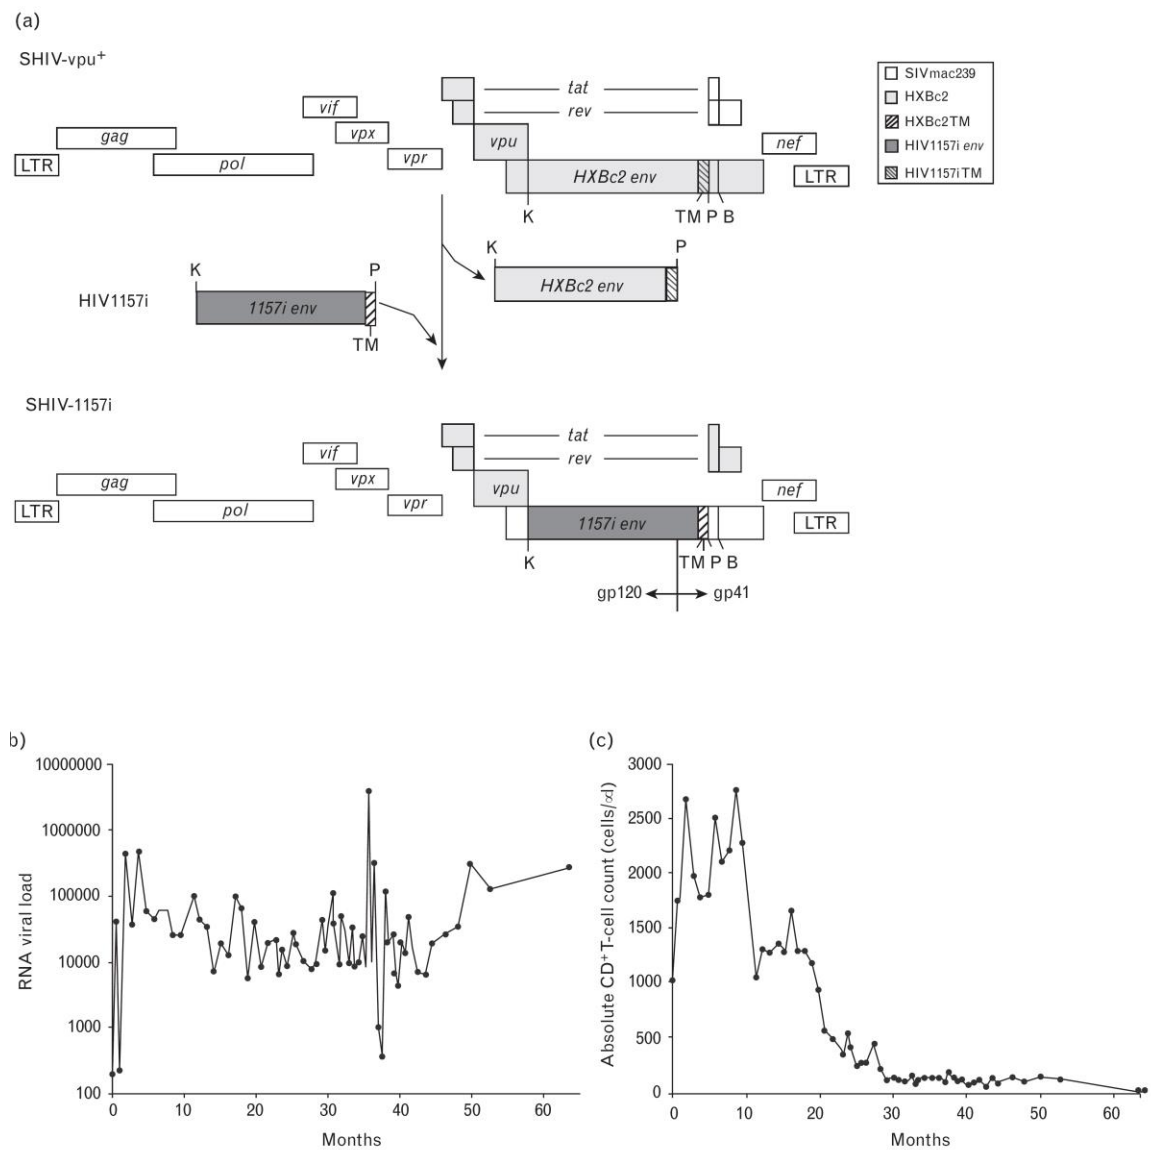 (a)
SHIV-vpu+
tat
rev
vif
vpx
vpr
gag
pol
LTR
vpu
HXBc2 env
nef
LTR
K
TM P B
SIVmac239
HXBc2
HXBc2TM
HIV1157i env
HIV1157iTM
K
P
HXBc2 env
HIV1157i
K
P
1157i env
TM
SHIV-1157i
tat
rev
vif
vpx
vpr
gag
pol
LTR
vpu
1157i env
nef
LTR
K
TM P B
gp120
gp41
b)
RNA viral load
10000000
1000000
100000
10000
1000
100
0 10 20 30 40 50 60
Months
(c)
Absolute CD+T-cell count (cells/∝l)
3000
2500
2000
1500
1000
500
0
0 10 20 30 40 50 60
Months